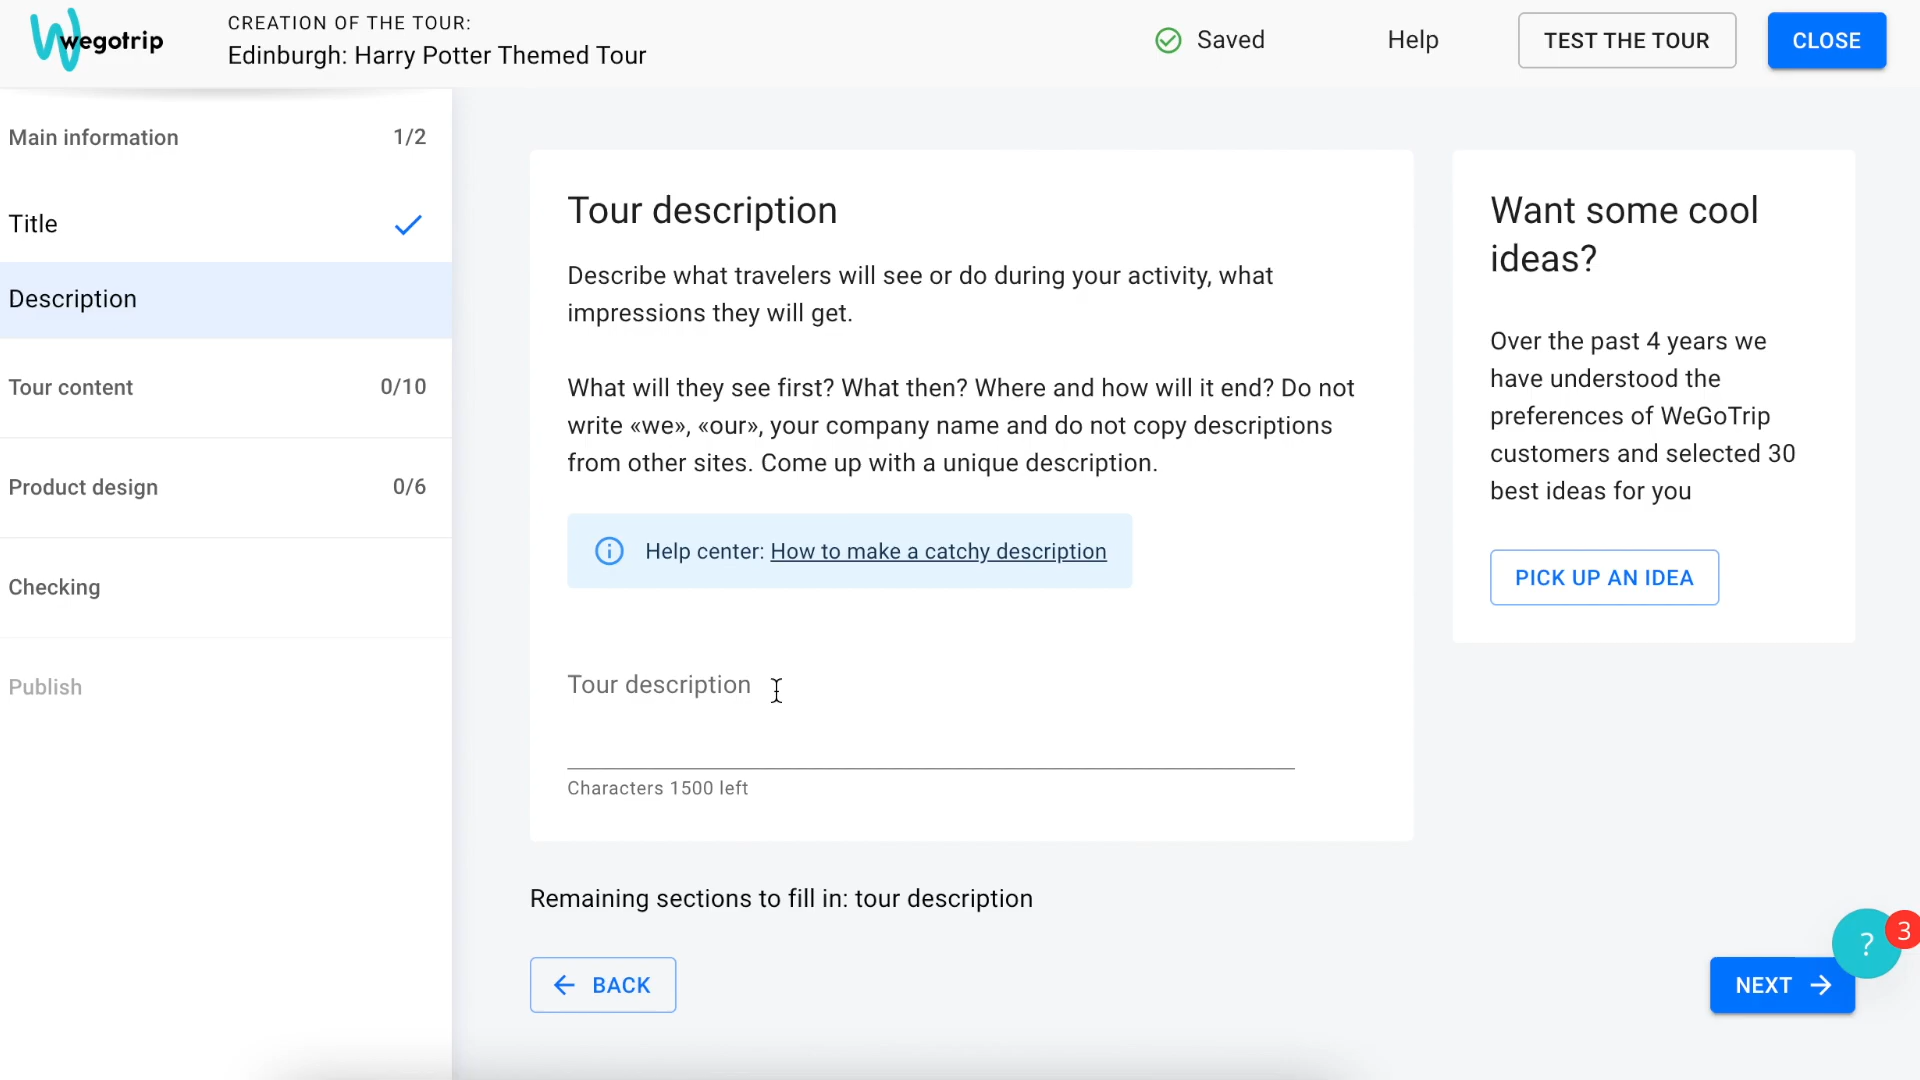 wegotrip
CREATION OF THE TOUR:
Edinburgh: Harry Potter Themed Tour
Saved
Help
TEST THE TOUR
CLOSE
Main information 1/2
Title
Description
Tour content 0/10
Product design 0/6
Checking
Publish
Tour description
Describe what travelers will see or do during your activity, what
impressions they will get.
What will they see first? What then? Where and how will it end? Do not
write «we», «our», your company name and do not copy descriptions
from other sites. Come up with a unique description.
Help center: How to make a catchy description
Tour description
Characters 1500 left
Remaining sections to fill in: tour description
BACK
NEXT
Want some cool
ideas?
Over the past 4 years we
have understood the
preferences of WeGoTrip
customers and selected 30
best ideas for you
PICK UP AN IDEA
?
3